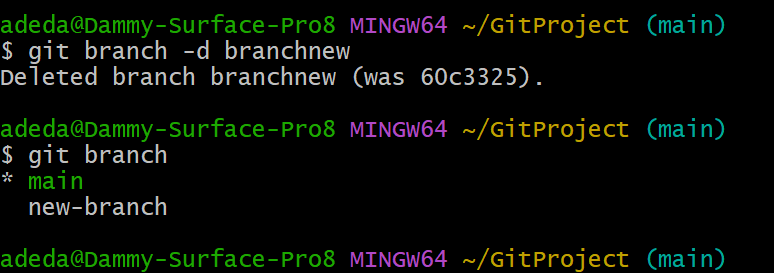 adeda@Dammy-Surface-Pro8 MINGW64 ~/GitProject (main)
$ git branch -d branchnew
Deleted branch branchnew (was 60c3325).
adeda@Dammy-Surface-Pro8 MINGW64 ~/GitProject (main)
$ git branch
* main
  new-branch
adeda@Dammy-Surface-Pro8 MINGW64 ~/GitProject (main)